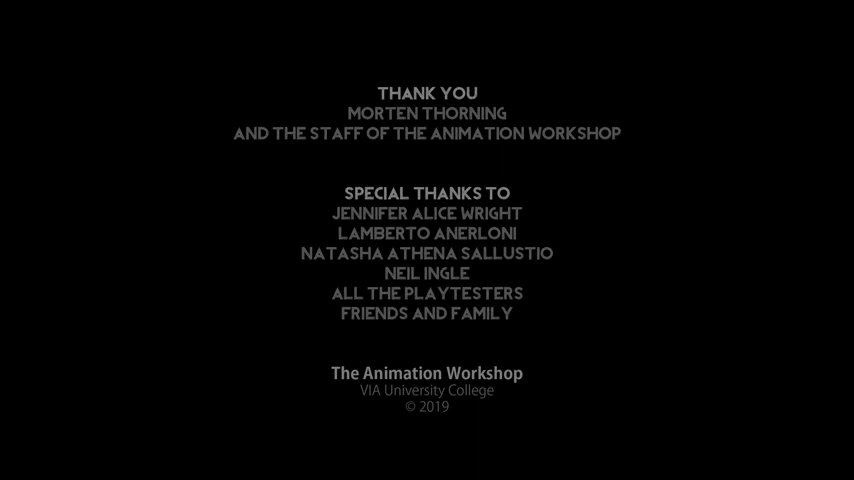 THANK YOU
MORTEN THORNING
AND THE STAFF OF THE ANIMATION WORKSHOP
SPECIAL THANKS TO
JENNIFER ALICE WRIGHT
LAMBERTO ANERLONI
NATASHA ATHENA SALLUSTIO
NEIL INGLE
ALL THE PLAYTESTERS
FRIENDS AND FAMILY
The Animation Workshop
VIA University College
© 2019